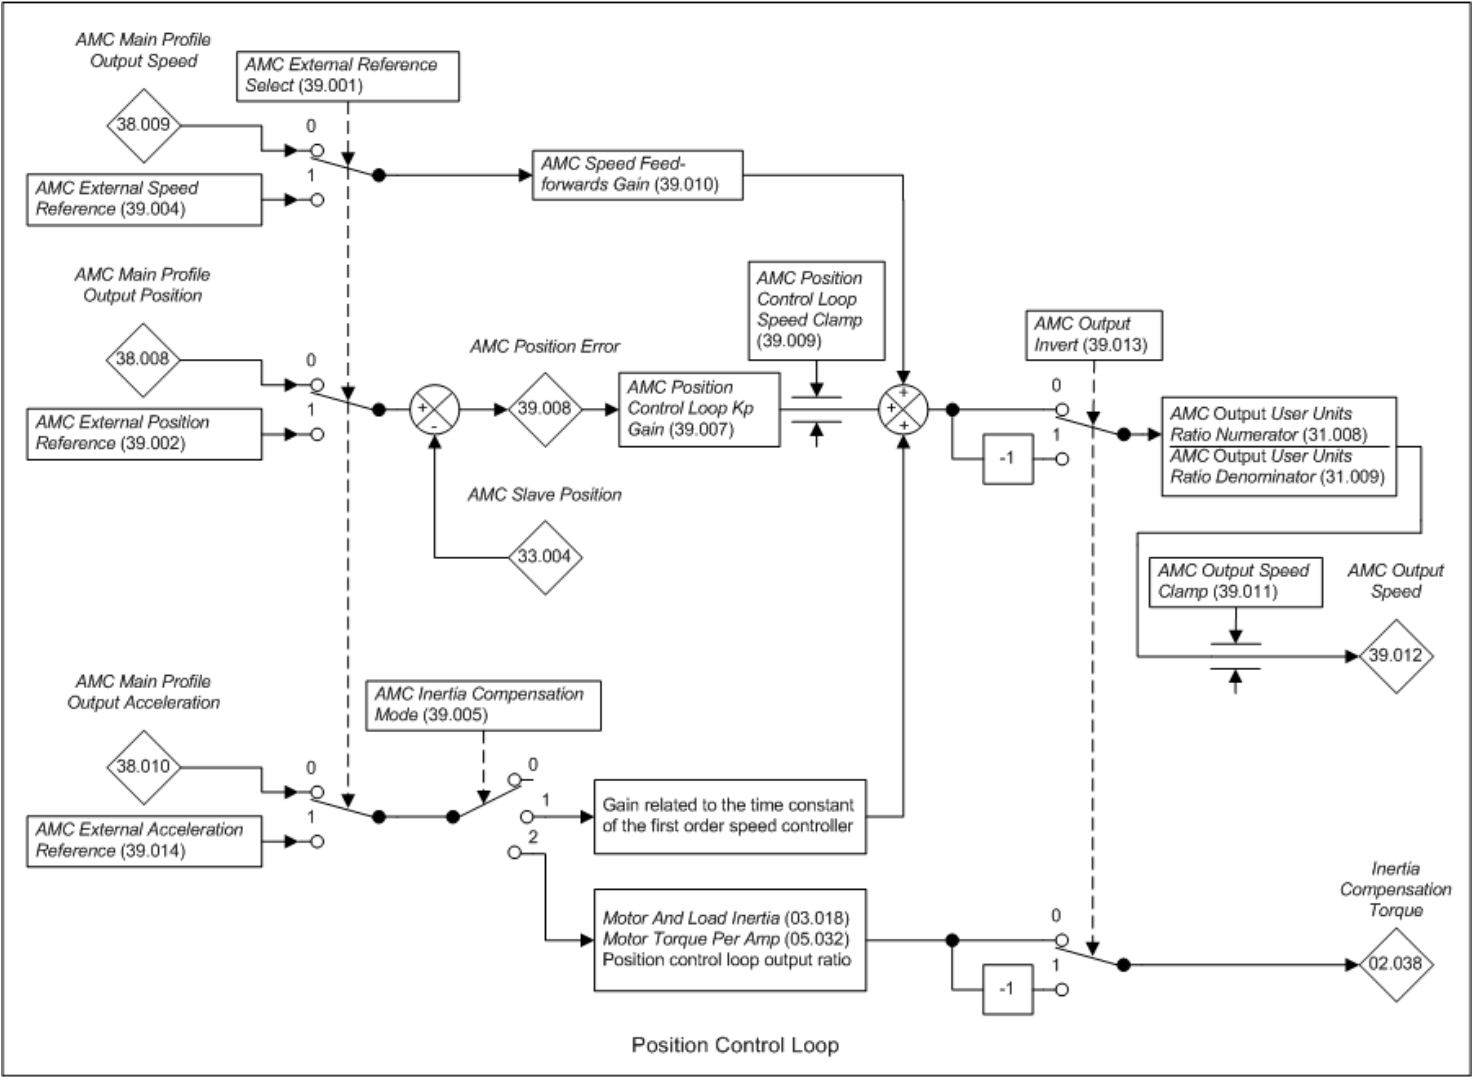 AMC Main Profile
Output Speed
38.009
AMC External Reference
Select (39.001)
0
1
AMC External Speed
Reference (39.004)
AMC Speed Feed-
forwards Gain (39.010)
AMC Main Profile
Output Position
38.008
0
1
AMC External Position
Reference (39.002)
+
-
AMC Position Error
39.008
AMC Position
Control Loop Kp
Gain (39.007)
AMC Position
Control Loop
Speed Clamp
(39.009)
+
+
+
AMC Slave Position
33.004
AMC Output
Invert (39.013)
0
1
-1
AMC Output User Units
Ratio Numerator (31.008)
AMC Output User Units
Ratio Denominator (31.009)
AMC Output Speed
Clamp (39.011)
AMC Output
Speed
39.012
AMC Main Profile
Output Acceleration
38.010
0
1
AMC External Acceleration
Reference (39.014)
AMC Inertia Compensation
Mode (39.005)
0
1
2
Gain related to the time constant
of the first order speed controller
Motor And Load Inertia (03.018)
Motor Torque Per Amp (05.032)
Position control loop output ratio
0
1
-1
Inertia
Compensation
Torque
02.038
Position Control Loop